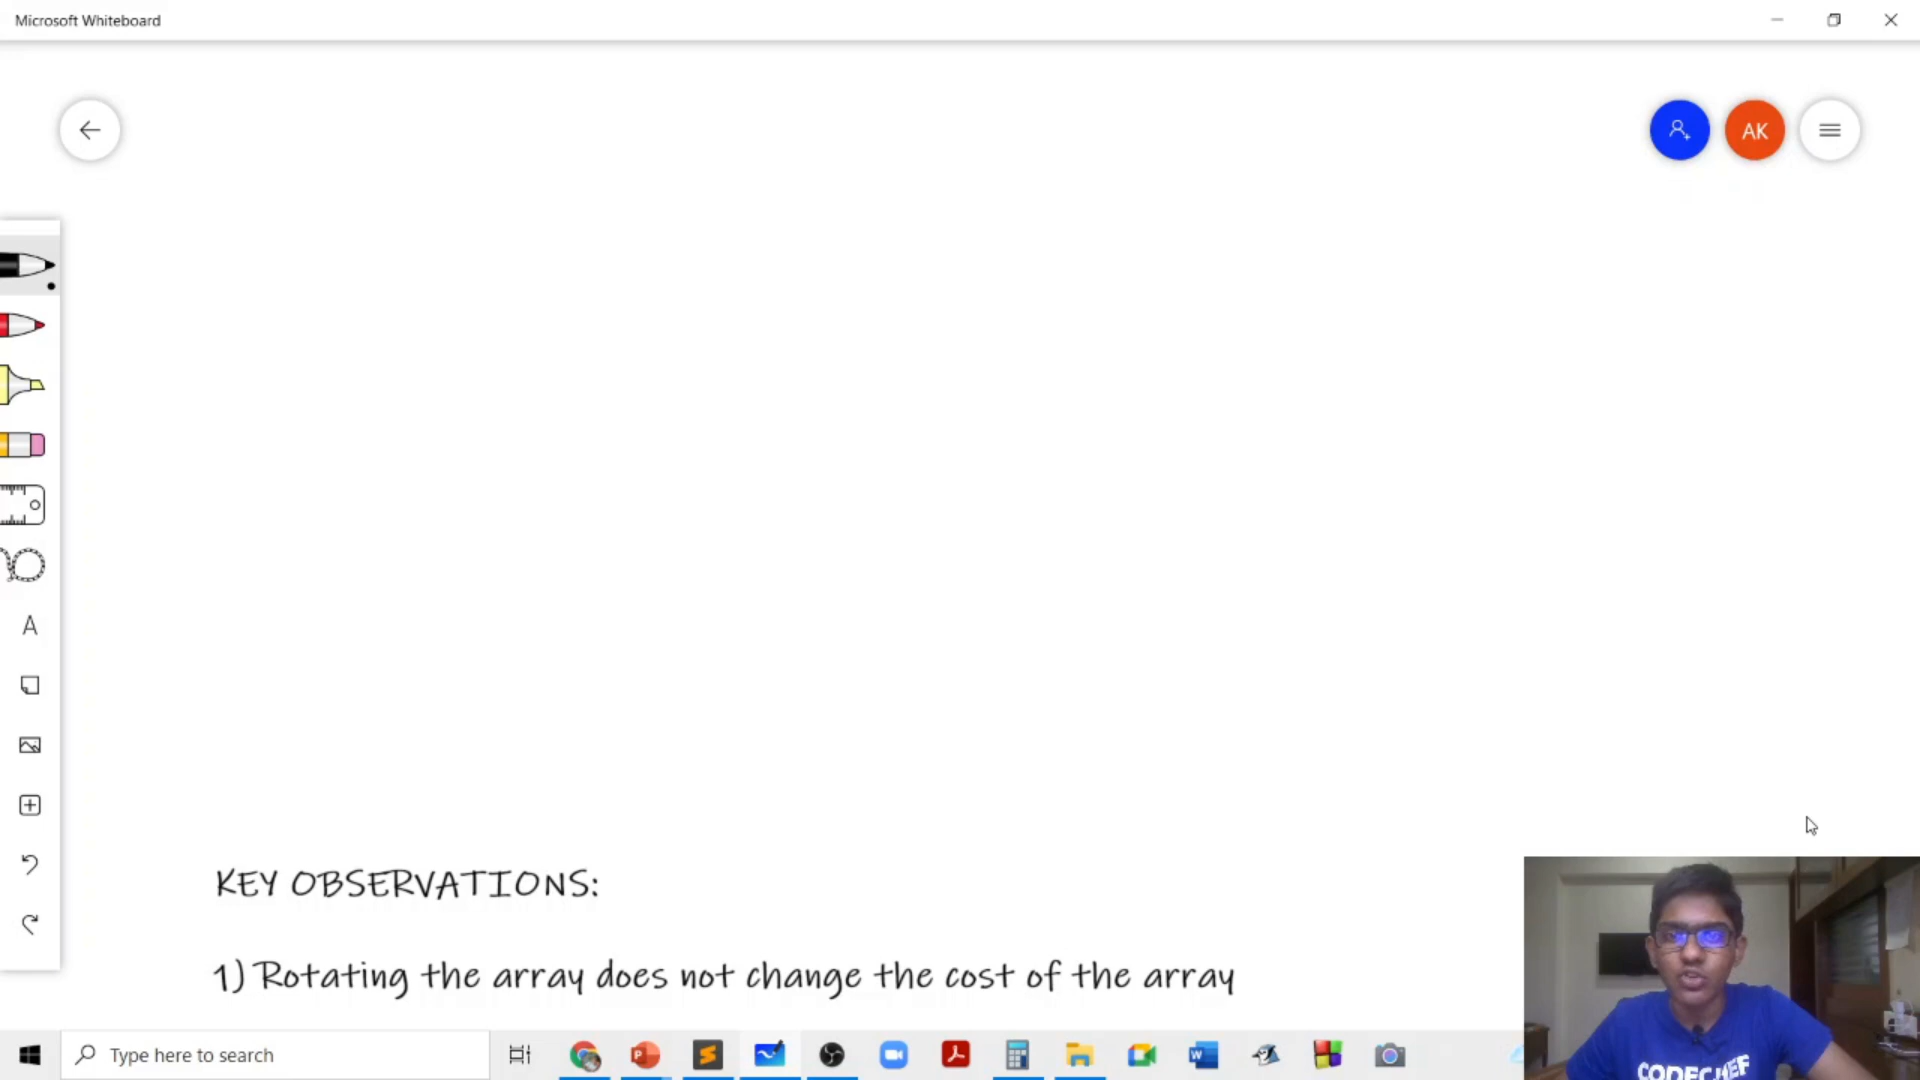 Microsoft Whiteboard
AK
A
KEY OBSERVATIONS:
1) Rotating the array does not change the cost of the array
Type here to search
CODECHEF